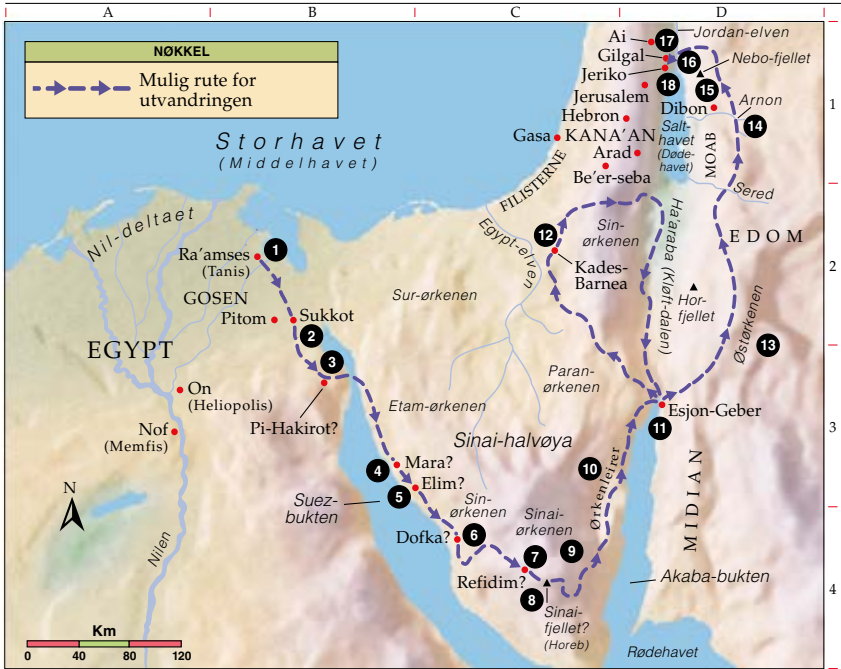 A
B
C
D
1
2
3
4
NØKKEL
Mulig rute for
utvandringen
Storhavet
(Middelhavet)
Ai
Gilgal
Jeriko
Jerusalem
Hebron
Gasa
KANA'AN
Arad
Be'er-seba
FILISTERNE
Jordan-elven
Nebo-fjellet
Dibon
Arnon
Salt-
havet
(Døde-
havet)
MOAB
Sered
17
16
18
15
14
Nil-deltaet
Ra'amses
(Tanis)
1
GOSEN
Pitom
Sukkot
2
3
EGYPT
Pi-Hakirot?
On
(Heliopolis)
Nof
(Memfis)
Nilen
Sur-ørkenen
Egypt-elven
12
Sin-
ørkenen
Kades-
Barnea
Ha'araba (Kløft-dalen)
EDOM
Hor-
fjellet
Østørkenen
13
Paran-
ørkenen
Esjon-Geber
11
Etam-ørkenen
Sinai-halvøya
Mara?
4
Elim?
5
Suez-
bukten
Sin-
ørkenen
Dofka?
6
Sinai-
ørkenen
7
9
10
Ørkenleirer
Refidim?
8
Sinai-
fjellet?
(Horeb)
MIDIAN
Akaba-bukten
Rødehavet
N
Km
0 40 80 120